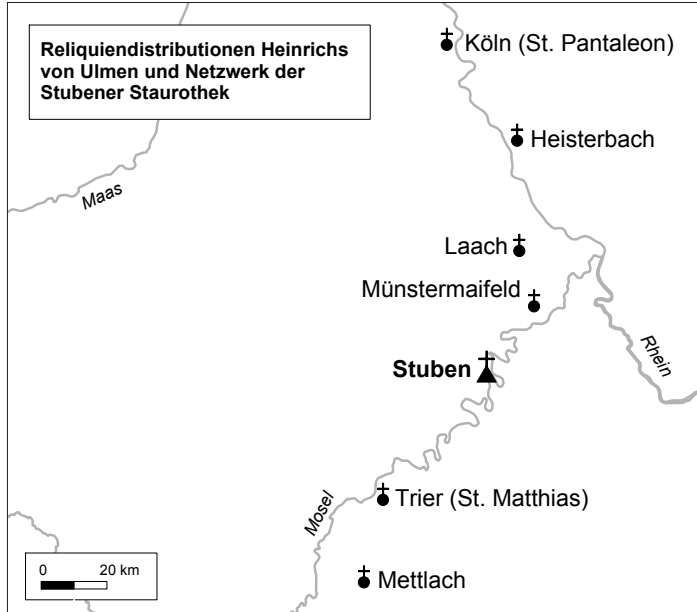 Reliquiendistributionen Heinrichs
von Ulmen und Netzwerk der
Stubener Staurothek
Köln (St. Pantaleon)
Heisterbach
Maas
Laach
Münstermaifeld
Rhein
Stuben
Trier (St. Matthias)
Mosel
0 20 km
Mettlach